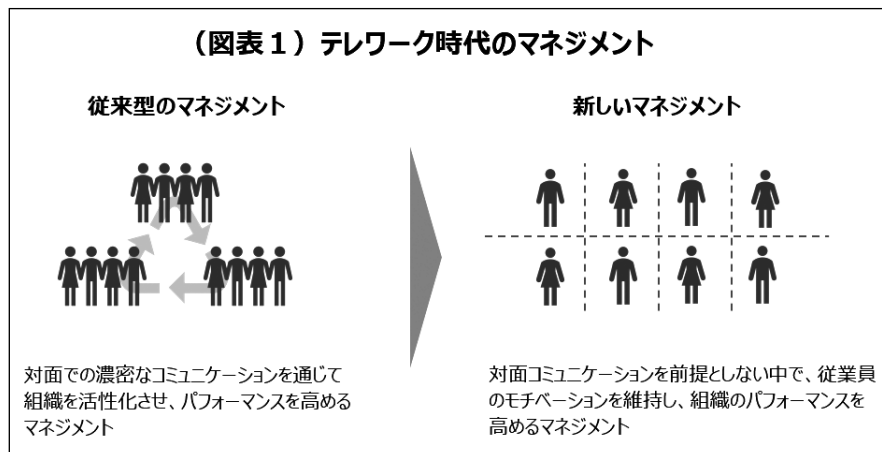 （図表１）テレワーク時代のマネジメント
従来型のマネジメント
新しいマネジメント
対面での濃密なコミュニケーションを通じて
組織を活性化させ、パフォーマンスを高める
マネジメント
対面コミュニケーションを前提としない中で、従業員
のモチベーションを維持し、組織のパフォーマンスを
高めるマネジメント